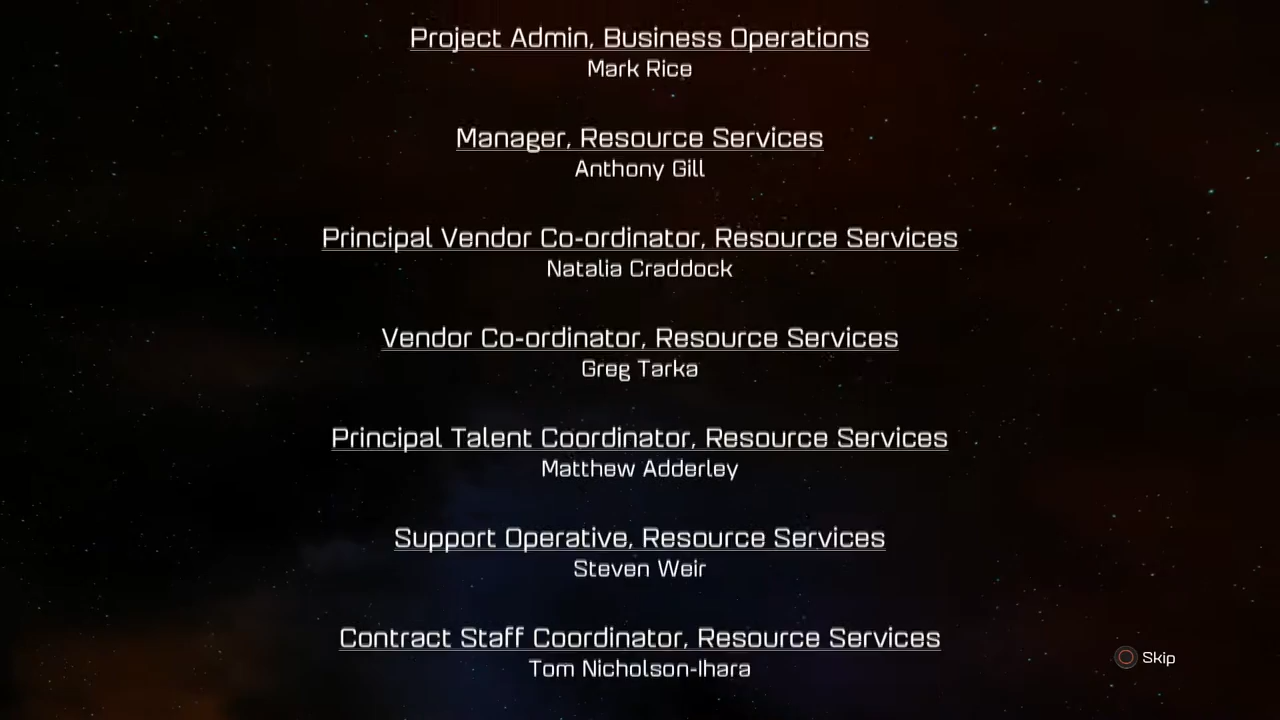 Project Admin, Business Operations
Mark Rice
Manager, Resource Services
Anthony Gill
Principal Vendor Co-ordinator, Resource Services
Natalia Craddock
Vendor Co-ordinator, Resource Services
Greg Tarka
Principal Talent Coordinator, Resource Services
Matthew Adderley
Support Operative, Resource Services
Steven Weir
Contract Staff Coordinator, Resource Services
Tom Nicholson-Ihara
Skip